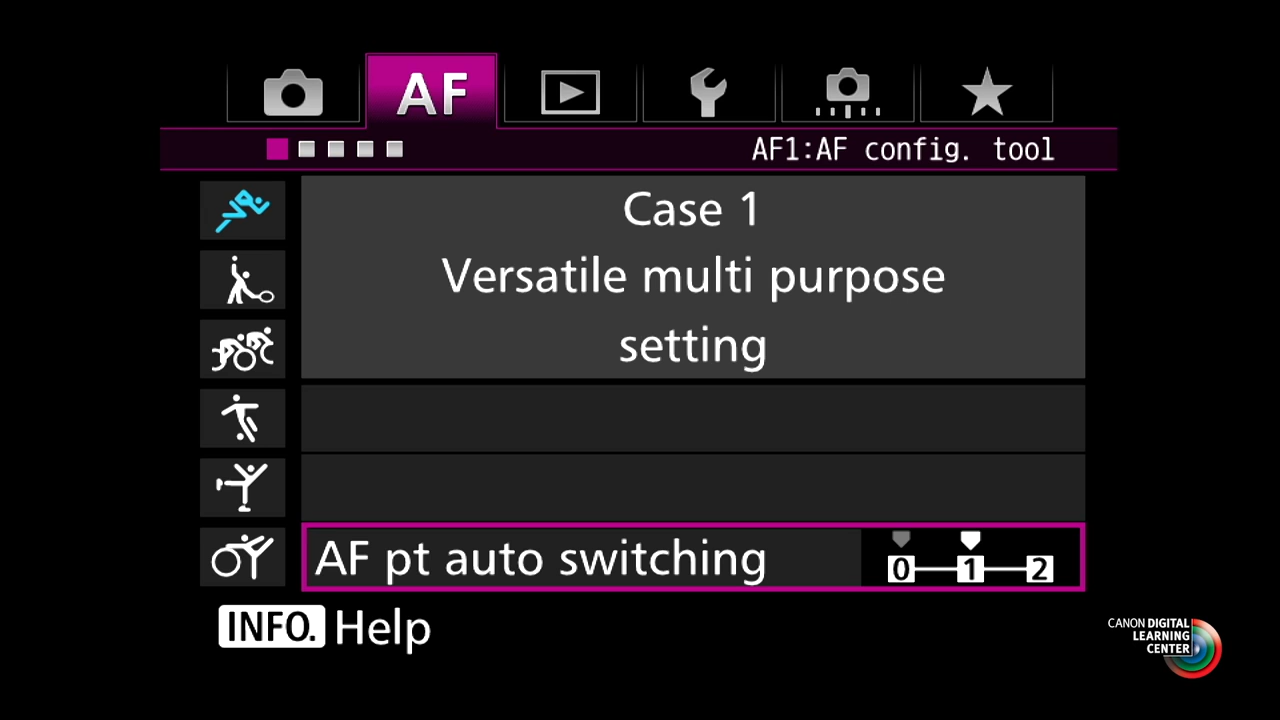 AF
AF1:AF config. tool
Case 1
Versatile multi purpose
setting
AF pt auto switching
0 1 2
INFO. Help
CANON DIGITAL
LEARNING
CENTER